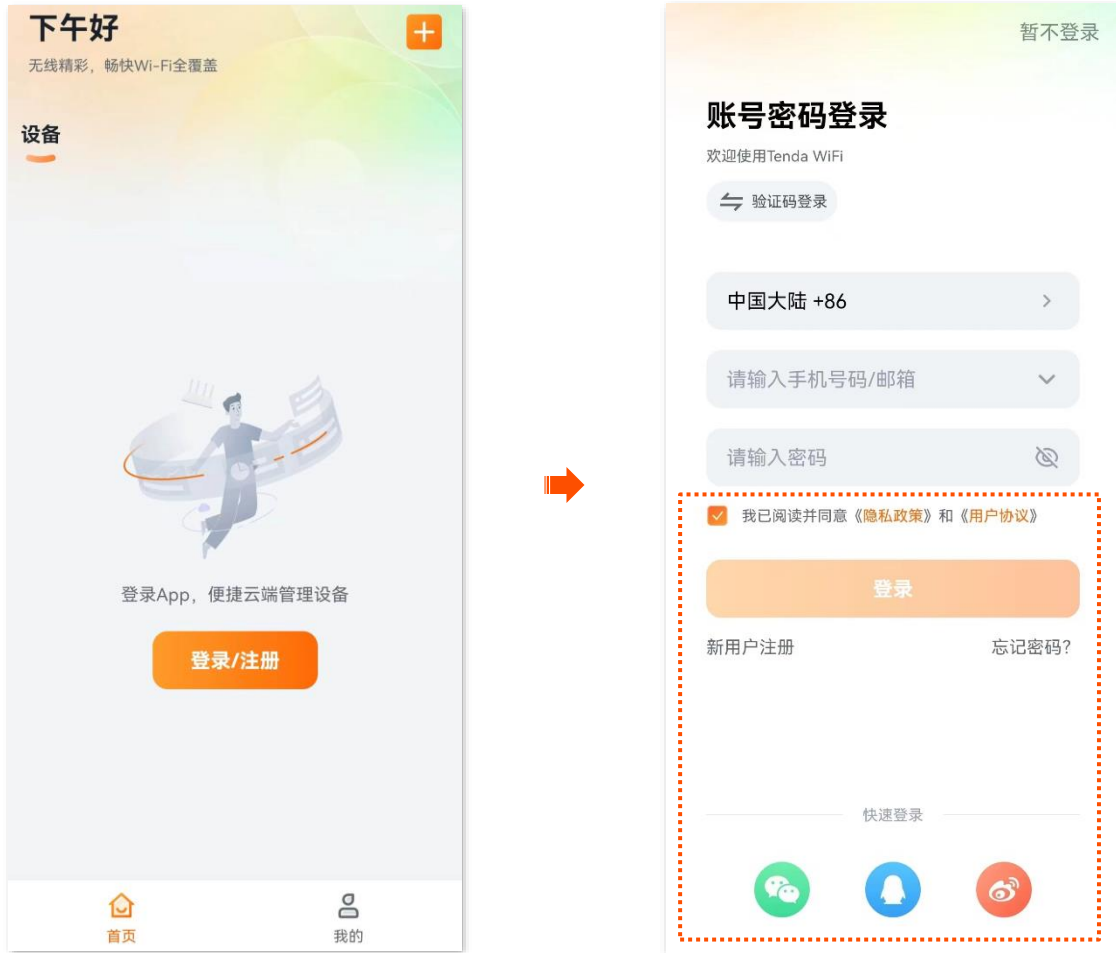 下午好
无线精彩，畅快Wi-Fi全覆盖
设备
登录App，便捷云端管理设备
登录/注册
首页
我的
暂不登录
账号密码登录
欢迎使用Tenda WiFi
验证码登录
中国大陆 +86
请输入手机号码/邮箱
请输入密码
我已阅读并同意《隐私政策》和《用户协议》
登录
新用户注册
忘记密码?
快速登录